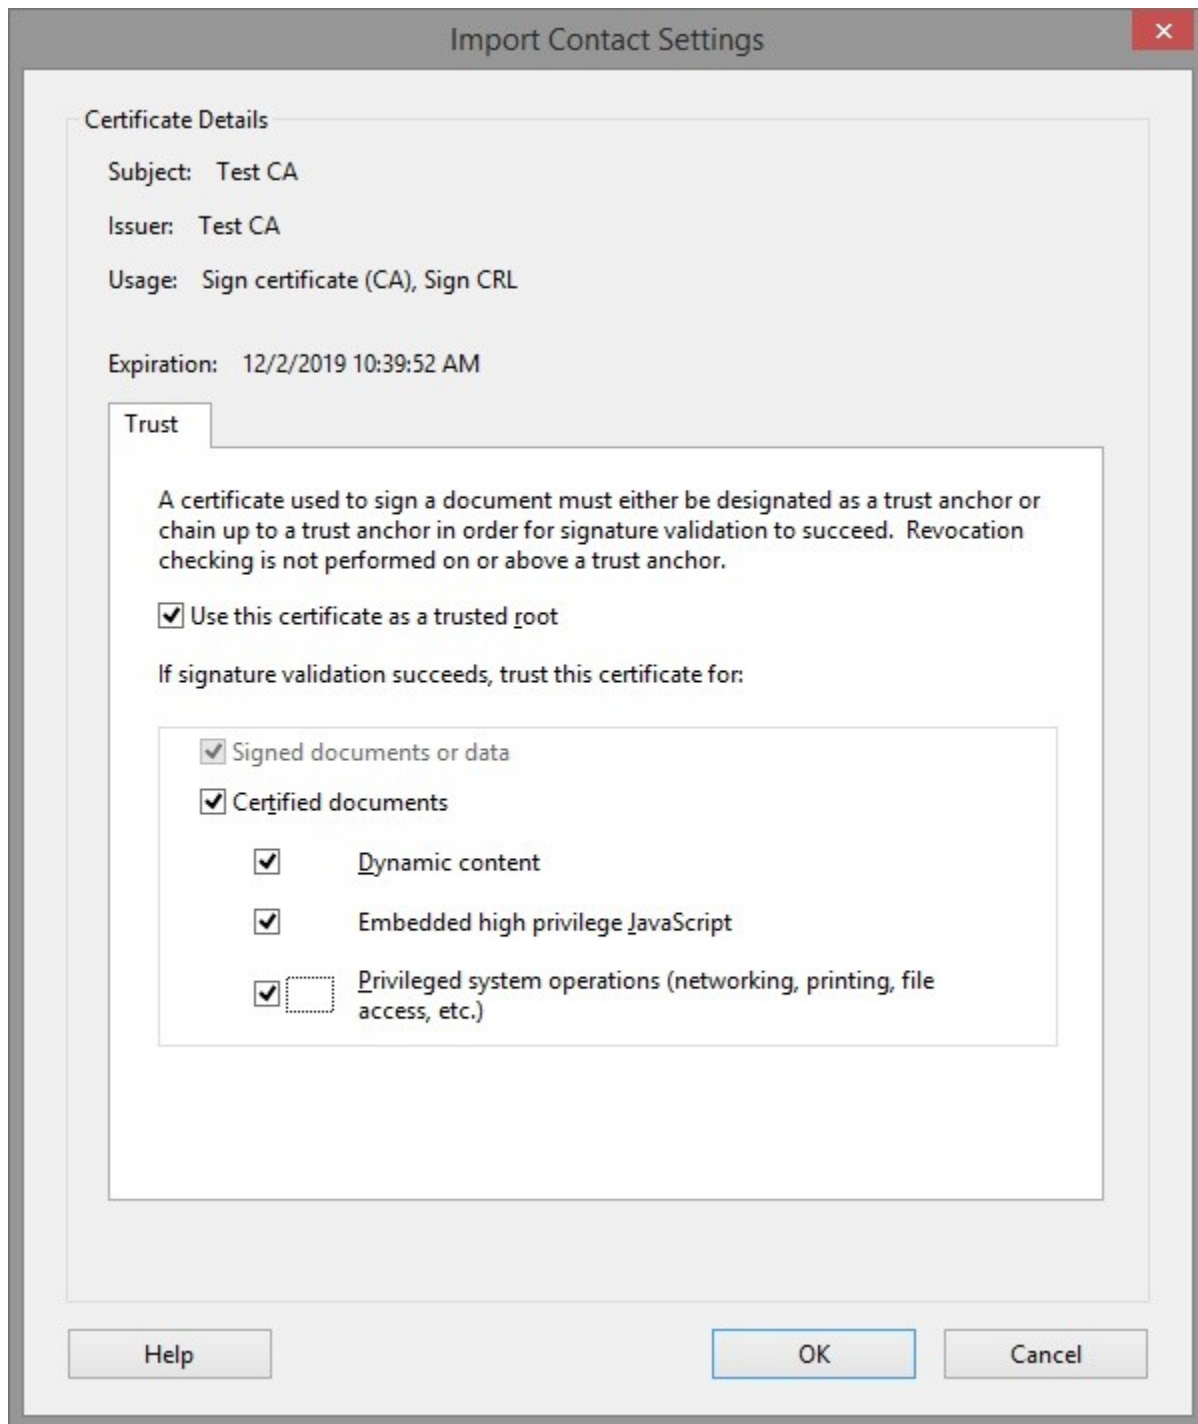 Import Contact Settings
Certificate Details
Subject: Test CA
Issuer: Test CA
Usage: Sign certificate (CA), Sign CRL
Expiration: 12/2/2019 10:39:52 AM
Trust
A certificate used to sign a document must either be designated as a trust anchor or
chain up to a trust anchor in order for signature validation to succeed. Revocation
checking is not performed on or above a trust anchor.
Use this certificate as a trusted root
If signature validation succeeds, trust this certificate for:
Signed documents or data
Certified documents
Dynamic content
Embedded high privilege JavaScript
Privileged system operations (networking, printing, file
access, etc.)
Help OK Cancel